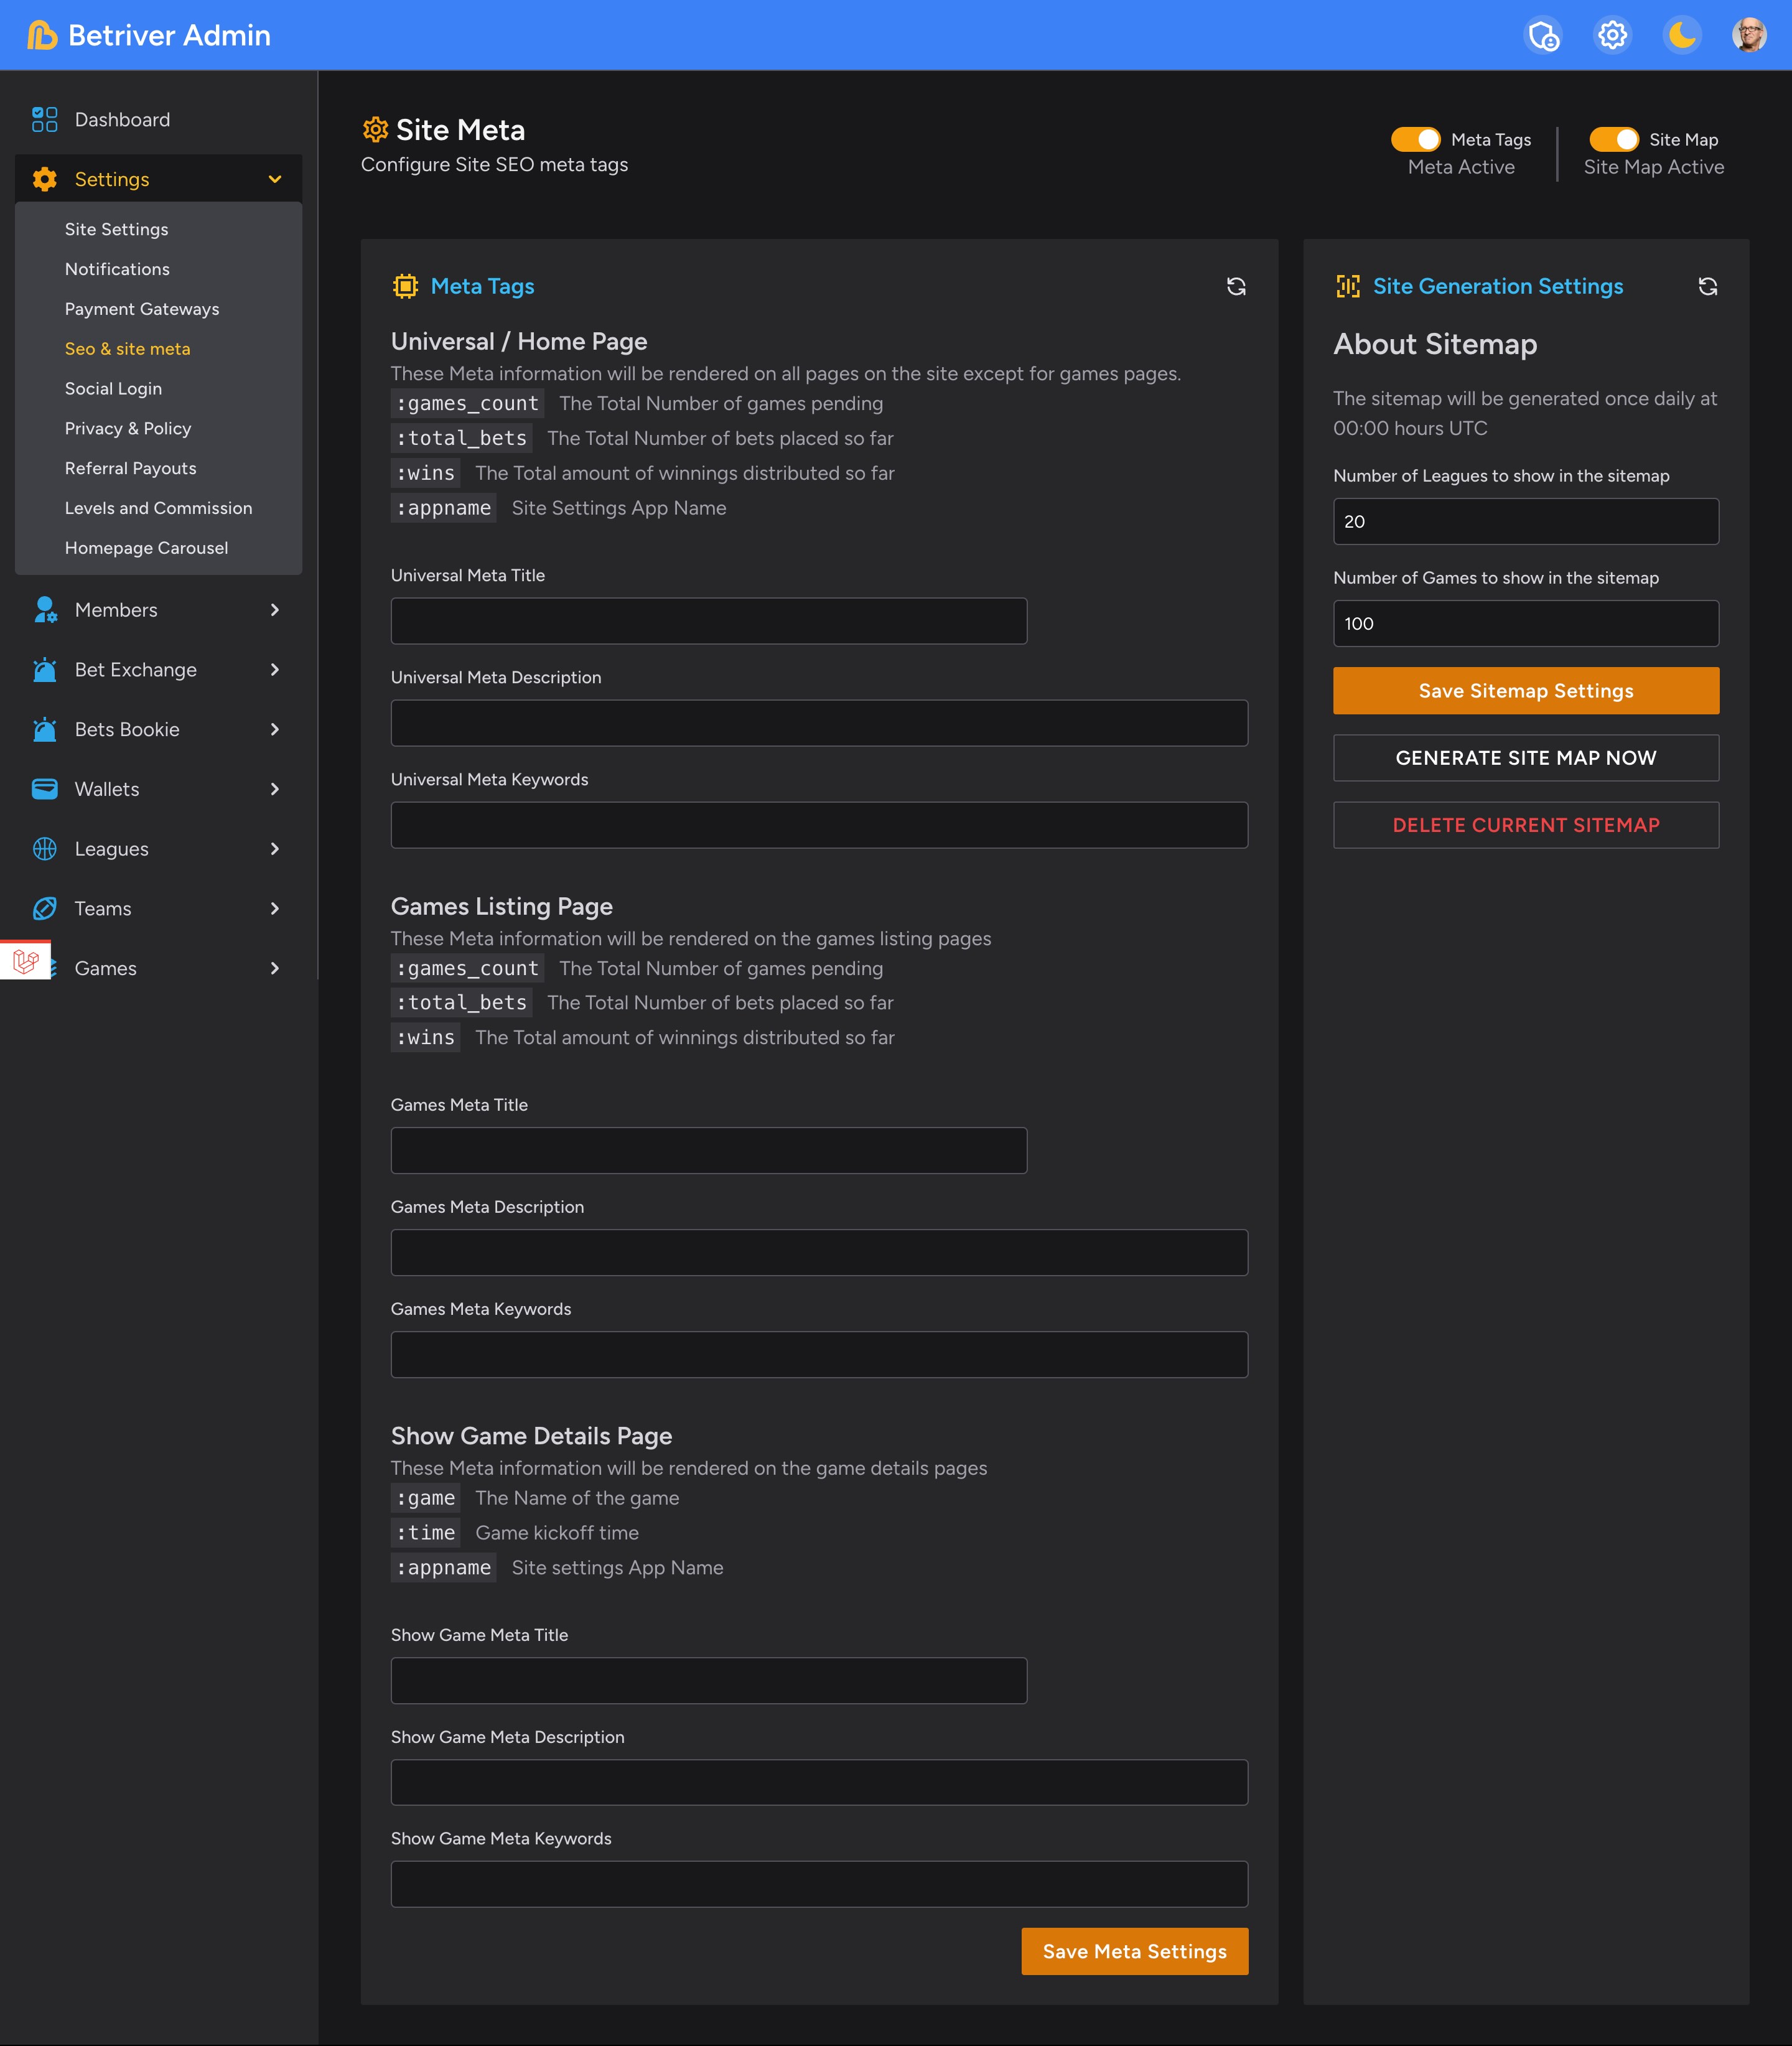 Betriver Admin
Dashboard
Settings
Site Settings
Notifications
Payment Gateways
Seo & site meta
Social Login
Privacy & Policy
Referral Payouts
Levels and Commission
Homepage Carousel
Members
Bet Exchange
Bets Bookie
Wallets
Leagues
Teams
Games
Site Meta
Configure Site SEO meta tags
Meta Tags
Meta Active
Site Map
Site Map Active
Meta Tags
Universal / Home Page
These Meta information will be rendered on all pages on the site except for games pages.
:games_count The Total Number of games pending
:total_bets The Total Number of bets placed so far
:wins The Total amount of winnings distributed so far
:appname Site Settings App Name
Universal Meta Title
Universal Meta Description
Universal Meta Keywords
Games Listing Page
These Meta information will be rendered on the games listing pages
:games_count The Total Number of games pending
:total_bets The Total Number of bets placed so far
:wins The Total amount of winnings distributed so far
Games Meta Title
Games Meta Description
Games Meta Keywords
Show Game Details Page
These Meta information will be rendered on the game details pages
:game The Name of the game
:time Game kickoff time
:appname Site settings App Name
Show Game Meta Title
Show Game Meta Description
Show Game Meta Keywords
Save Meta Settings
Site Generation Settings
About Sitemap
The sitemap will be generated once daily at
00:00 hours UTC
Number of Leagues to show in the sitemap
20
Number of Games to show in the sitemap
100
Save Sitemap Settings
GENERATE SITE MAP NOW
DELETE CURRENT SITEMAP